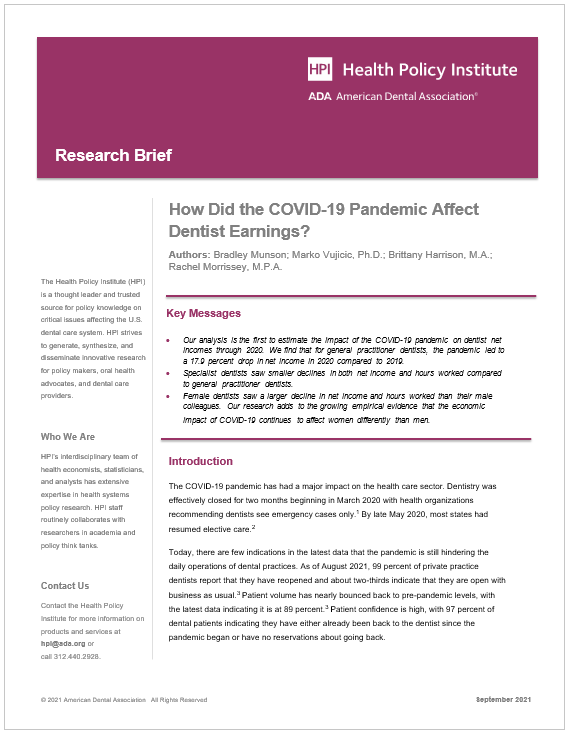 HPI Health Policy Institute
ADA American Dental Association®
Research Brief
How Did the COVID-19 Pandemic Affect
Dentist Earnings?
Authors: Bradley Munson; Marko Vujicic, Ph.D.; Brittany Harrison, M.A.;
Rachel Morrissey, M.P.A.
The Health Policy Institute (HPI)
is a thought leader and trusted
source for policy knowledge on
critical issues affecting the U.S.
dental care system. HPI strives
to generate, synthesize, and
disseminate innovative research
for policy makers, oral health
advocates, and dental care
providers.
Who We Are
HPI's interdisciplinary team of
health economists, statisticians,
and analysts has extensive
expertise in health systems
policy research. HPI staff
routinely collaborates with
researchers in academia and
policy think tanks.
Contact Us
Contact the Health Policy
Institute for more information on
products and services at
hpi@ada.org or
call 312.440.2928.
Key Messages
• Our analysis is the first to estimate the impact of the COVID-19 pandemic on dentist net
incomes through 2020. We find that for general practitioner dentists, the pandemic led to
a 17.9 percent drop in net income in 2020 compared to 2019.
• Specialist dentists saw smaller declines in both net income and hours worked compared
to general practitioner dentists.
• Female dentists saw a larger decline in net income and hours worked than their male
colleagues. Our research adds to the growing empirical evidence that the economic
impact of COVID-19 continues to affect women differently than men.
Introduction
The COVID-19 pandemic has had a major impact on the health care sector. Dentistry was
effectively closed for two months beginning in March 2020 with health organizations
recommending dentists see emergency cases only.¹ By late May 2020, most states had
resumed elective care.²
Today, there are few indications in the latest data that the pandemic is still hindering the
daily operations of dental practices. As of August 2021, 99 percent of private practice
dentists report that they have reopened and about two-thirds indicate that they are open with
business as usual.³ Patient volume has nearly bounced back to pre-pandemic levels, with
the latest data indicating it is at 89 percent.³ Patient confidence is high, with 97 percent of
dental patients indicating they have either already been back to the dentist since the
pandemic began or have no reservations about going back.
© 2021 American Dental Association All Rights Reserved
September 2021